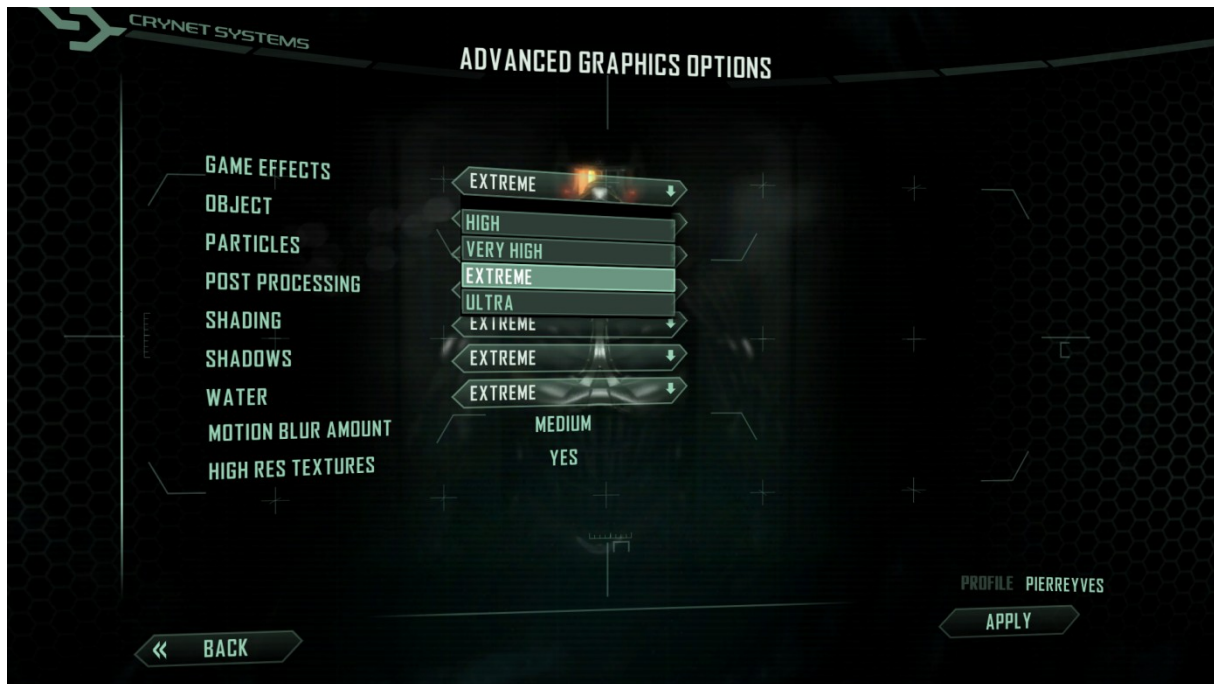 CRYNET SYSTEMS
ADVANCED GRAPHICS OPTIONS
GAME EFFECTS
EXTREME
OBJECT
HIGH
PARTICLES
VERY HIGH
POST PROCESSING
EXTREME
ULTRA
SHADING
EXTREME
SHADOWS
EXTREME
WATER
EXTREME
MOTION BLUR AMOUNT
MEDIUM
HIGH RES TEXTURES
YES
PROFILE PIERREYVES
APPLY
BACK